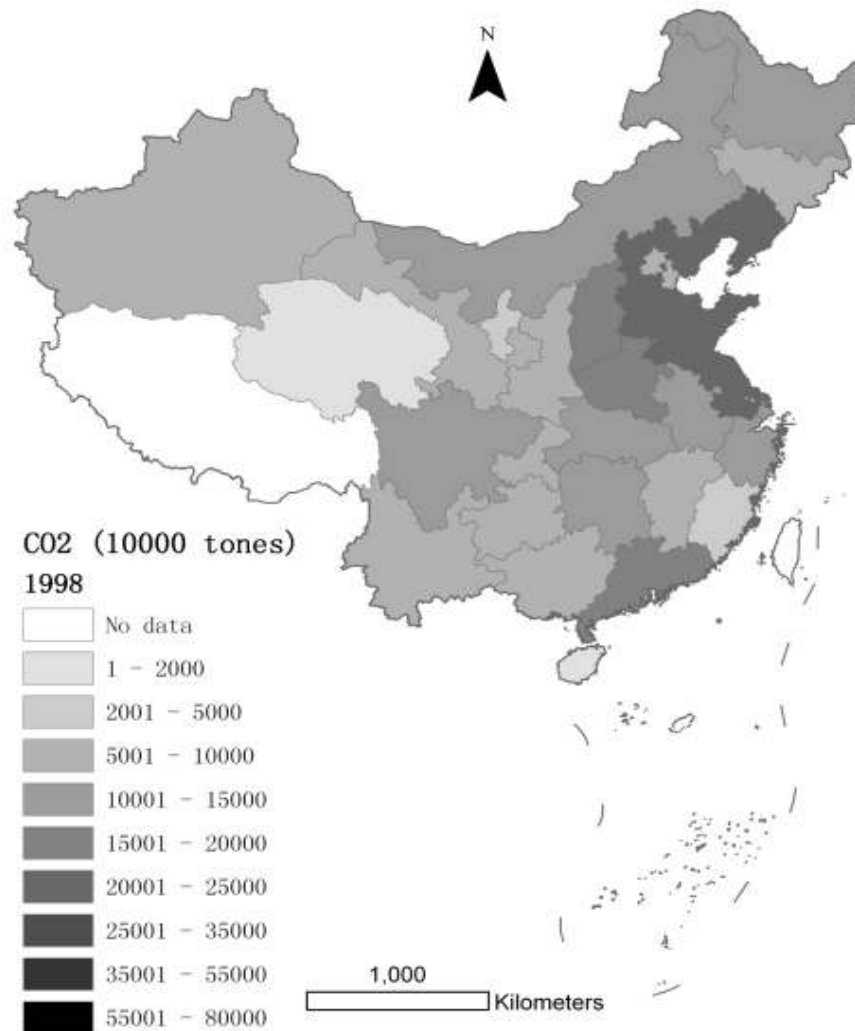 N
CO2 (10000 tones)
1998
No data
1 - 2000
2001 - 5000
5001 - 10000
10001 - 15000
15001 - 20000
20001 - 25000
25001 - 35000
35001 - 55000
55001 - 80000
1,000
Kilometers